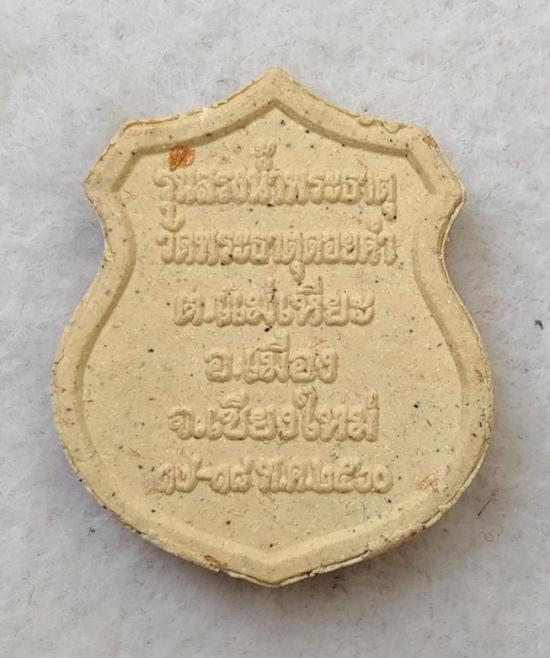 รุ่นสรงน้ำพระธาตุ
วัดพระธาตุดอยคำ
ต.แม่เหียะ
อ.เมือง
จ.เชียงใหม่
๑๗-๑๘ พ.ค.๒๕๖๐